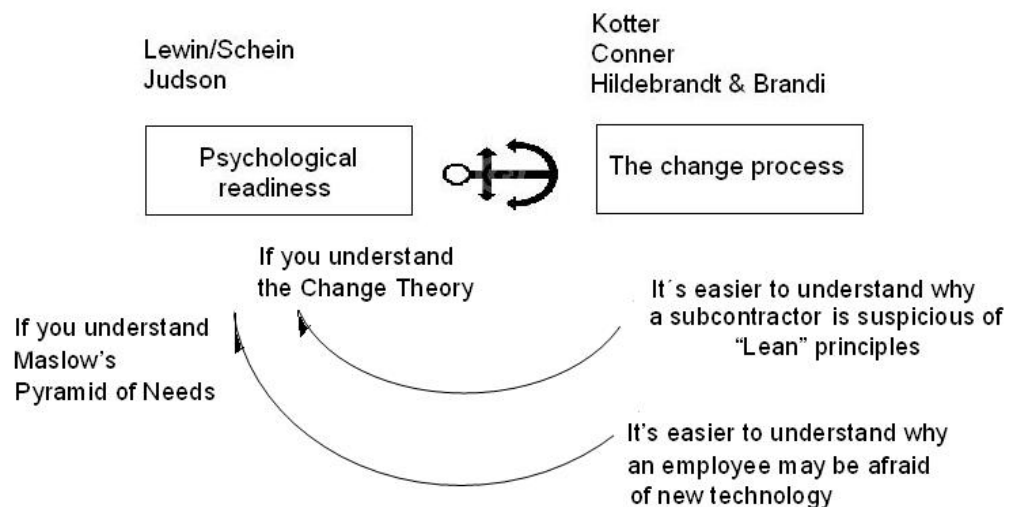 Lewin/Schein
Judson
Kotter
Conner
Hildebrandt & Brandi
Psychological
readiness
The change process
If you understand
the Change Theory
It´s easier to understand why
a subcontractor is suspicious of
“Lean” principles
If you understand
Maslow’s
Pyramid of Needs
It’s easier to understand why
an employee may be afraid
of new technology